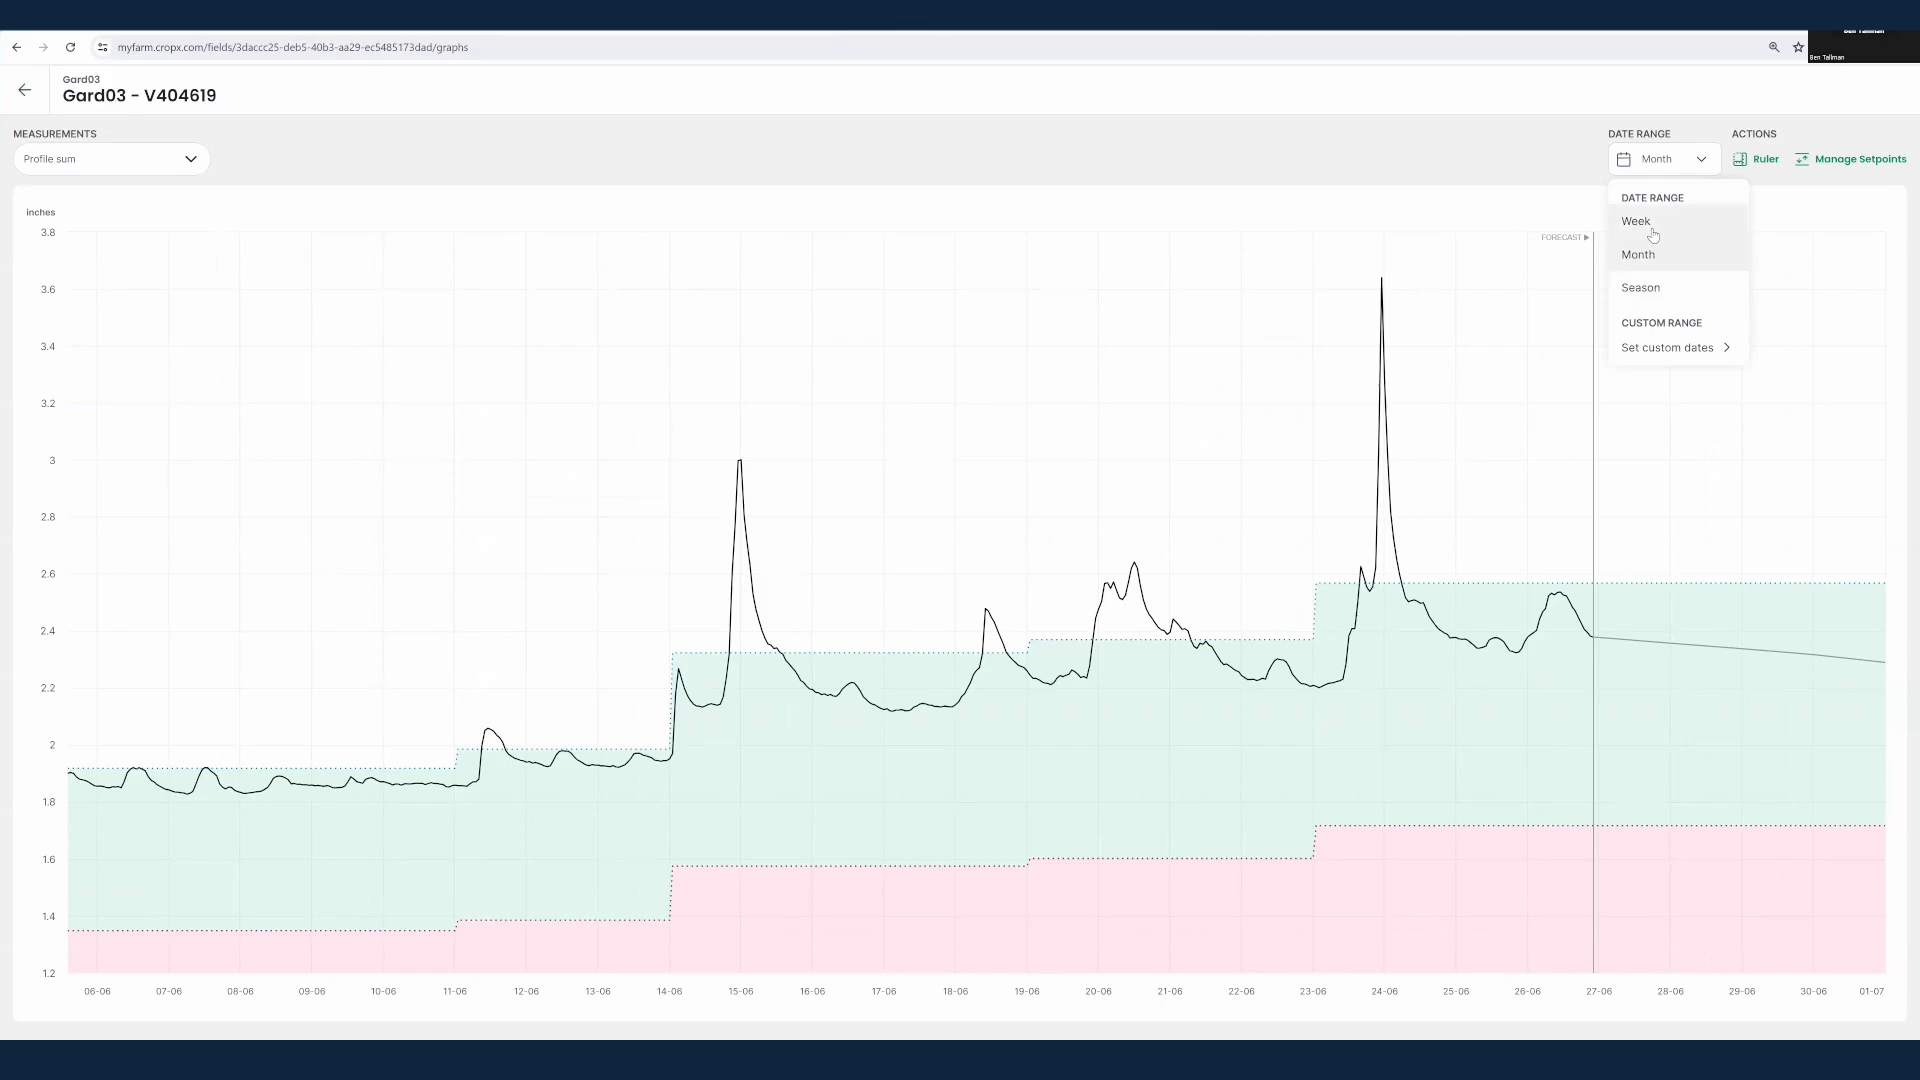 myfarm.cropx.com/fields/3daccc25-deb5-40b3-aa29-ec5485173dad/graphs
Ben Tallman
Gard03
Gard03 - V404619
MEASUREMENTS
Profile sum
DATE RANGE
Month
ACTIONS
Ruler
Manage Setpoints
DATE RANGE
Week
Month
Season
CUSTOM RANGE
Set custom dates
FORECAST
inches
3.8
3.6
3.4
3.2
3
2.8
2.6
2.4
2.2
2
1.8
1.6
1.4
1.2
06-06 07-06 08-06 09-06 10-06 11-06 12-06 13-06 14-06 15-06 16-06 17-06 18-06 19-06 20-06 21-06 22-06 23-06 24-06 25-06 26-06 27-06 28-06 29-06 30-06 01-07